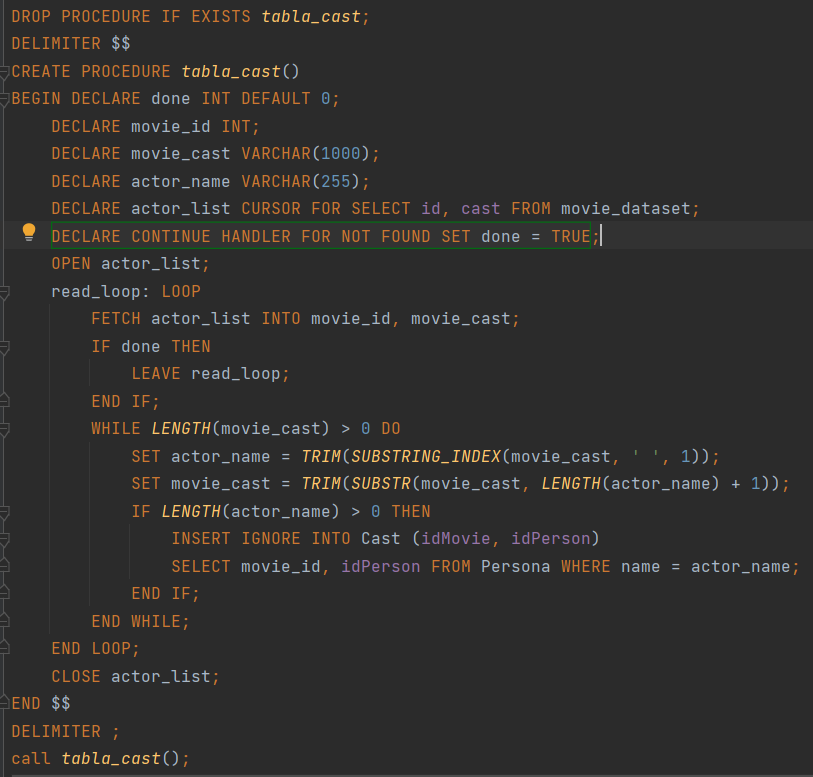 DROP PROCEDURE IF EXISTS tabla_cast;
DELIMITER $$
CREATE PROCEDURE tabla_cast()
BEGIN DECLARE done INT DEFAULT 0;
    DECLARE movie_id INT;
    DECLARE movie_cast VARCHAR(1000);
    DECLARE actor_name VARCHAR(255);
    DECLARE actor_list CURSOR FOR SELECT id, cast FROM movie_dataset;
    DECLARE CONTINUE HANDLER FOR NOT FOUND SET done = TRUE;
    OPEN actor_list;
    read_loop: LOOP
        FETCH actor_list INTO movie_id, movie_cast;
        IF done THEN
            LEAVE read_loop;
        END IF;
        WHILE LENGTH(movie_cast) > 0 DO
            SET actor_name = TRIM(SUBSTRING_INDEX(movie_cast, ' ', 1));
            SET movie_cast = TRIM(SUBSTR(movie_cast, LENGTH(actor_name) + 1));
            IF LENGTH(actor_name) > 0 THEN
                INSERT IGNORE INTO Cast (idMovie, idPerson)
                SELECT movie_id, idPerson FROM Persona WHERE name = actor_name;
            END IF;
        END WHILE;
    END LOOP;
    CLOSE actor_list;
END $$
DELIMITER ;
call tabla_cast();